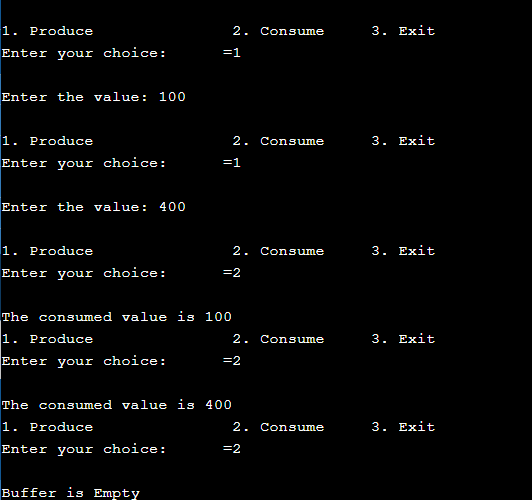 1. Produce 2. Consume 3. Exit
Enter your choice: =1
Enter the value: 100
1. Produce 2. Consume 3. Exit
Enter your choice: =1
Enter the value: 400
1. Produce 2. Consume 3. Exit
Enter your choice: =2
The consumed value is 100
1. Produce 2. Consume 3. Exit
Enter your choice: =2
The consumed value is 400
1. Produce 2. Consume 3. Exit
Enter your choice: =2
Buffer is Empty